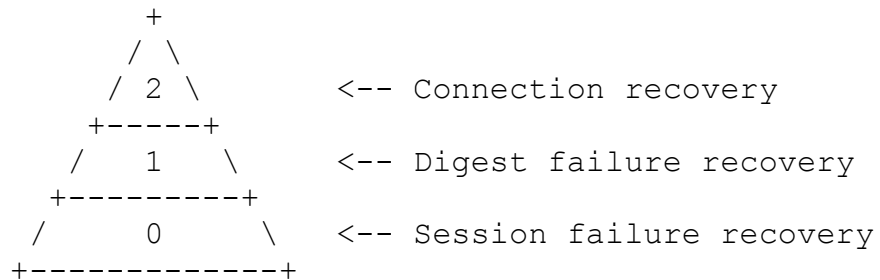 +
/ \
/ 2 \ <-- Connection recovery
+-----+
/ 1 \ <-- Digest failure recovery
+---------+
/ 0 \ <-- Session failure recovery
+-------------+